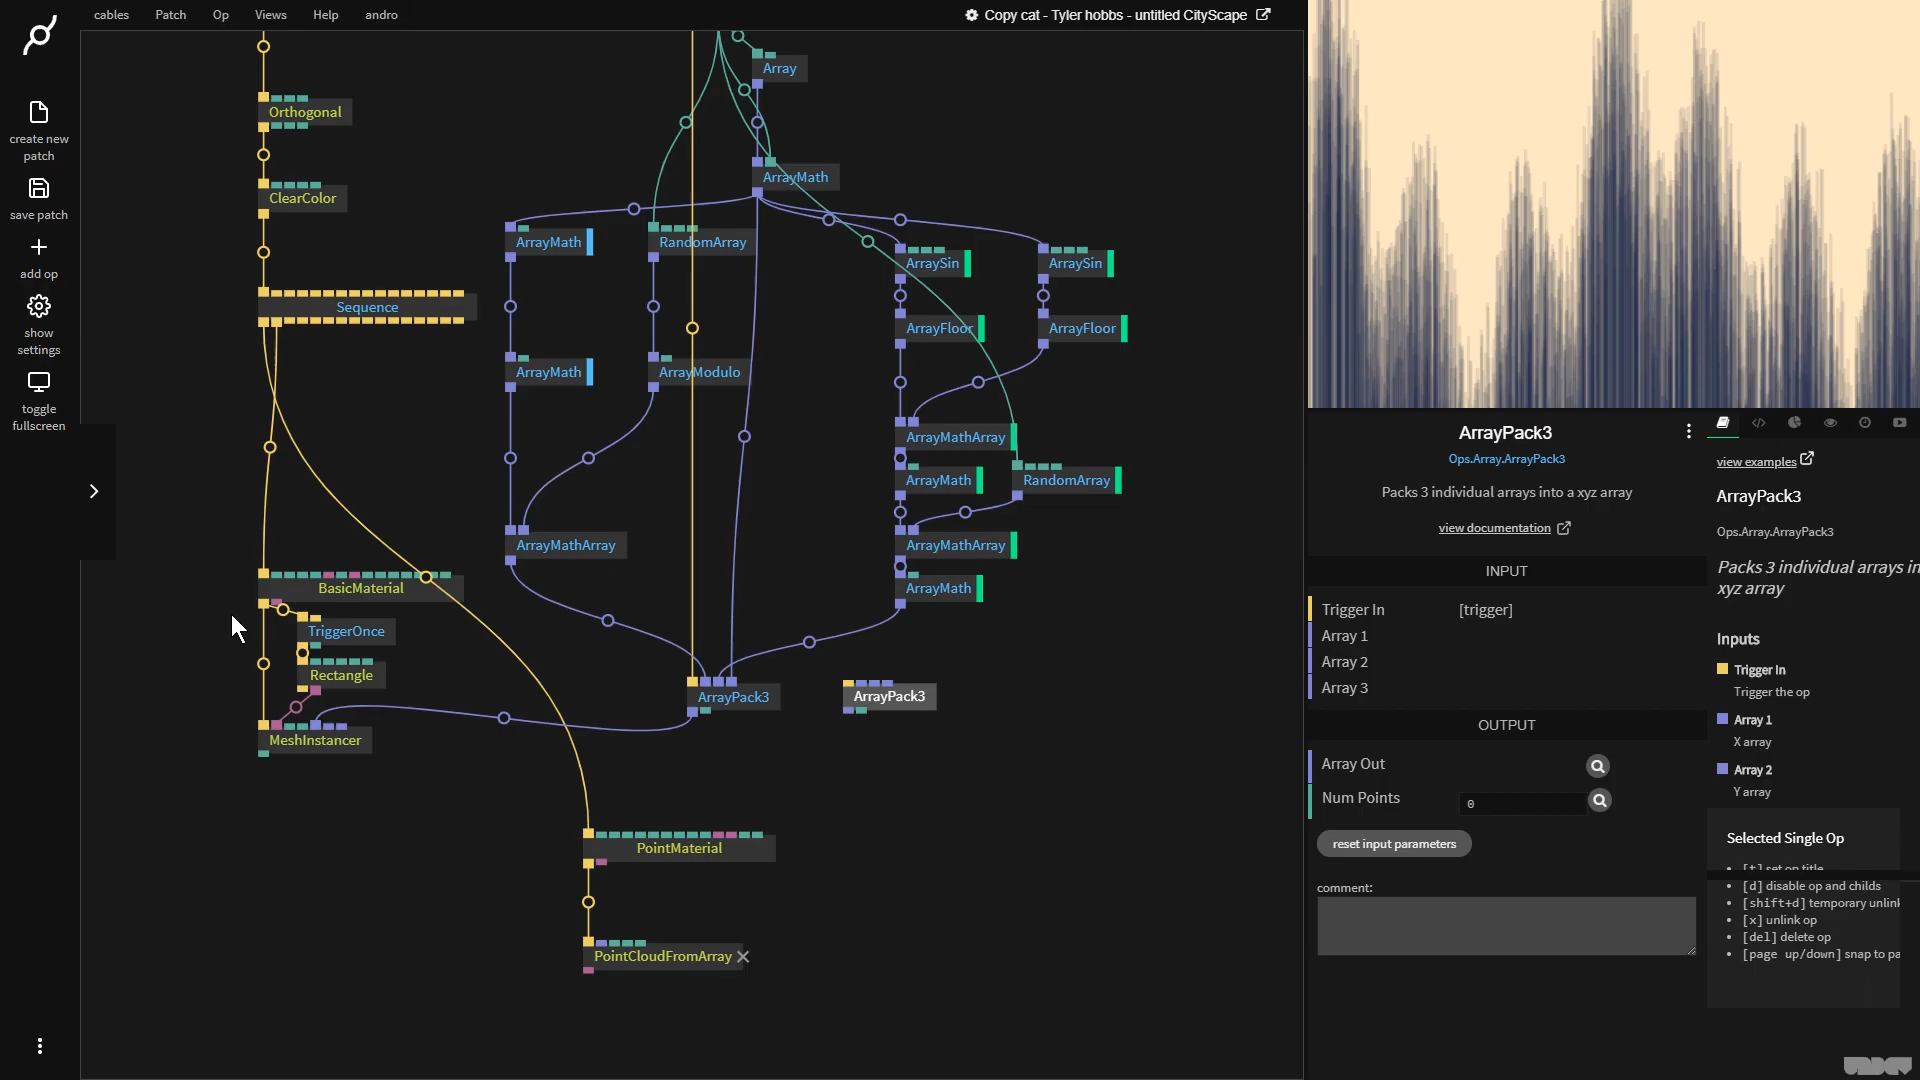 cables
Patch
Op
Views
Help
andro
Copy cat - Tyler hobbs - untitled CityScape
create new
patch
save patch
add op
show
settings
toggle
fullscreen
Orthogonal
ClearColor
Sequence
BasicMaterial
TriggerOnce
Rectangle
MeshInstancer
Array
ArrayMath
ArrayMath
RandomArray
ArraySin
ArraySin
ArrayFloor
ArrayFloor
ArrayMath
ArrayModulo
ArrayMathArray
ArrayMath
RandomArray
ArrayMathArray
ArrayMathArray
ArrayMath
ArrayPack3
ArrayPack3
PointMaterial
PointCloudFromArray
ArrayPack3
Ops.Array.ArrayPack3
Packs 3 individual arrays into a xyz array
view documentation
INPUT
Trigger In [trigger]
Array 1
Array 2
Array 3
OUTPUT
Array Out
Num Points 0
reset input parameters
comment:
view examples
ArrayPack3
Ops.Array.ArrayPack3
Packs 3 individual arrays in
xyz array
Inputs
Trigger In
Trigger the op
Array 1
X array
Array 2
Y array
Selected Single Op
[t] set op title
[d] disable op and childs
[shift+d] temporary unlink
[x] unlink op
[del] delete op
[page up/down] snap to pa